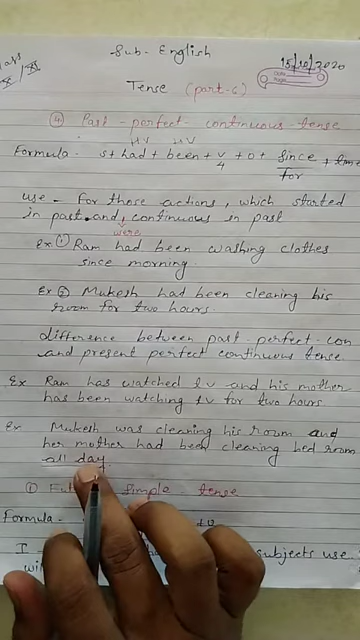 Sub- English
15/10/2020
Tense (part-6)
④ Past-perfect-continuous-tense
HV HV
Formula- S+had+been+V4+O+ since/for + time
use- For those actions, which started
in past and, continuous in past
were
Ex ① Ram had been washing clothes
since morning.
Ex ② Mukesh had been cleaning his
room for two hours.
difference between past-perfect-con
and present perfect continuous tense.
Ex Ram has watched tv and his mother
has been watching tv for two hours.
Ex Mukesh was cleaning his room and
her mother had been cleaning bed room
all day.
① simple tense
Formula-
I - subjects use